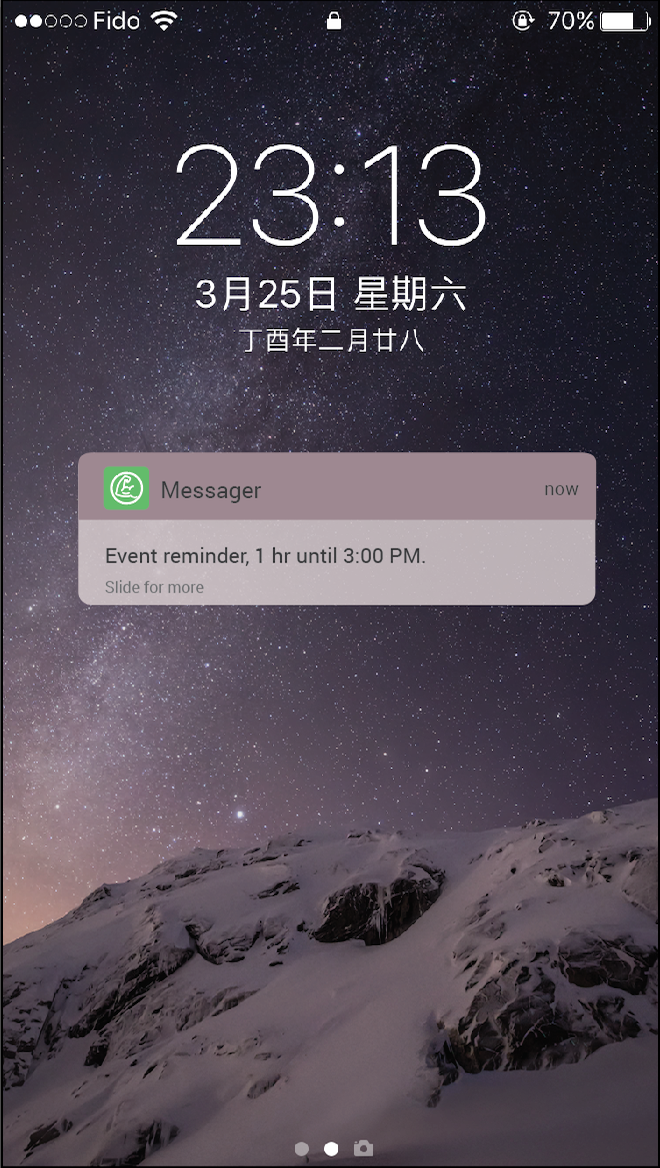 Fido 70%
23:13
3月25日 星期六
丁酉年二月廿八
Messager now
Event reminder, 1 hr until 3:00 PM.
Slide for more